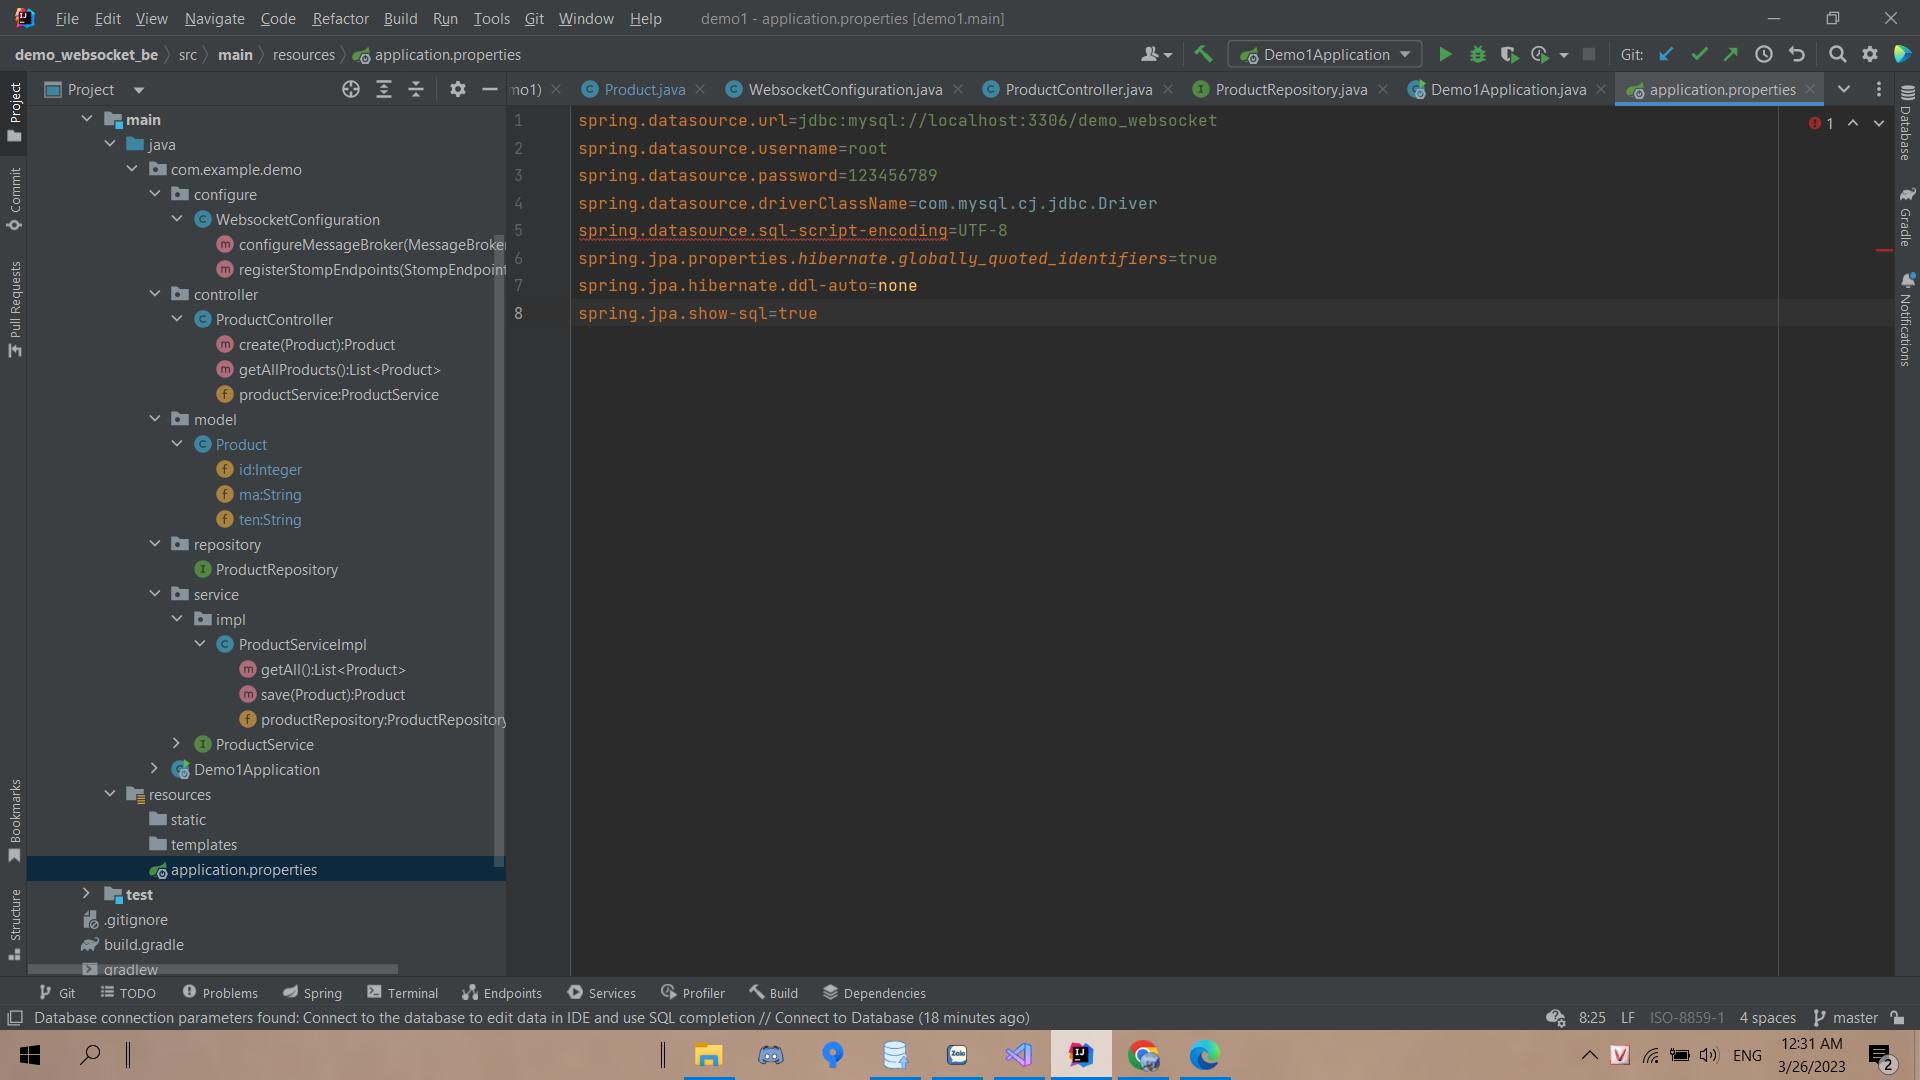 File Edit View Navigate Code Refactor Build Run Tools Git Window Help demo1 - application.properties [demo1.main]
demo_websocket_be src main resources application.properties Demo1Application Git:
Project mo1) Product.java WebsocketConfiguration.java ProductController.java ProductRepository.java Demo1Application.java application.properties
Project
Commit
Pull Requests
Bookmarks
Structure
main
java
com.example.demo
configure
WebsocketConfiguration
configureMessageBroker(MessageBroker
registerStompEndpoints(StompEndpoint
controller
ProductController
create(Product):Product
getAllProducts():List<Product>
productService:ProductService
model
Product
id:Integer
ma:String
ten:String
repository
ProductRepository
service
impl
ProductServiceImpl
getAll():List<Product>
save(Product):Product
productRepository:ProductRepository
ProductService
Demo1Application
resources
static
templates
application.properties
test
.gitignore
build.gradle
gradlew
1 spring.datasource.url=jdbc:mysql://localhost:3306/demo_websocket
2 spring.datasource.username=root
3 spring.datasource.password=123456789
4 spring.datasource.driverClassName=com.mysql.cj.jdbc.Driver
5 spring.datasource.sql-script-encoding=UTF-8
6 spring.jpa.properties.hibernate.globally_quoted_identifiers=true
7 spring.jpa.hibernate.ddl-auto=none
8 spring.jpa.show-sql=true
1
Database
Gradle
Notifications
Git TODO Problems Spring Terminal Endpoints Services Profiler Build Dependencies
Database connection parameters found: Connect to the database to edit data in IDE and use SQL completion // Connect to Database (18 minutes ago) 8:25 LF ISO-8859-1 4 spaces master
Zalo
ENG
12:31 AM
3/26/2023
2